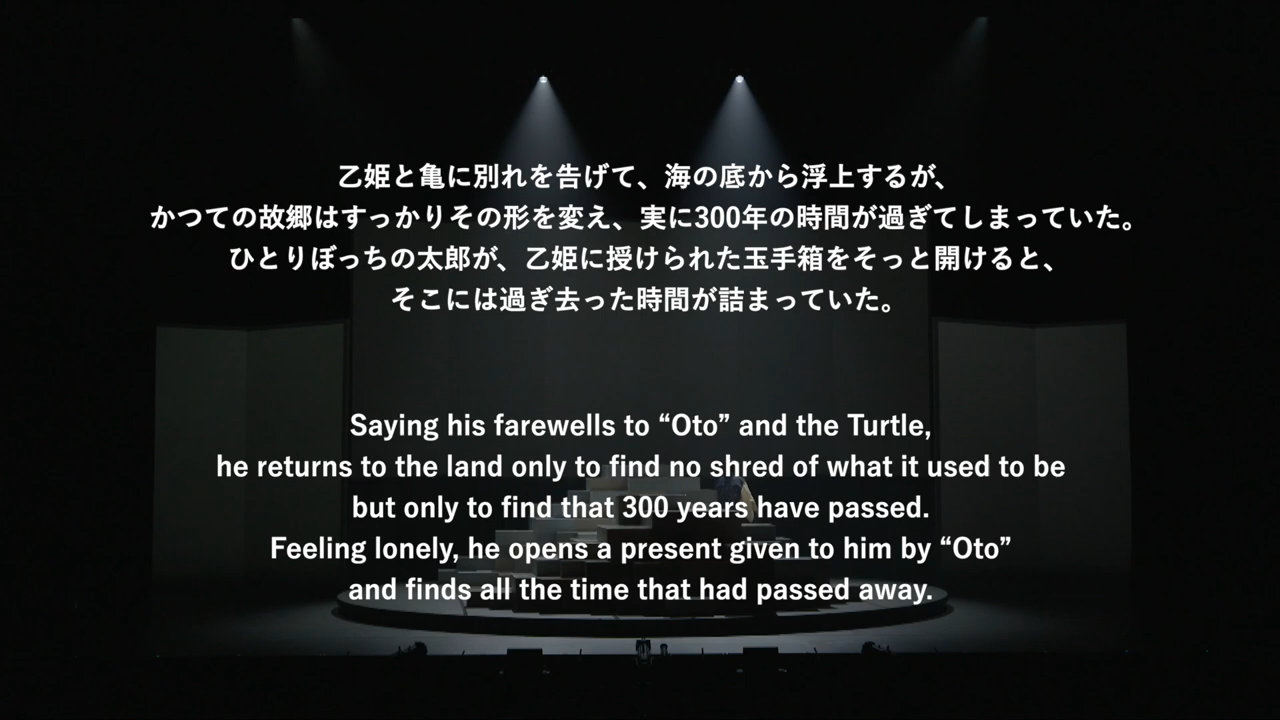 乙姫と亀に別れを告げて、海の底から浮上するが、
かつての故郷はすっかりその形を変え、実に300年の時間が過ぎてしまっていた。
ひとりぼっちの太郎が、乙姫に授けられた玉手箱をそっと開けると、
そこには過ぎ去った時間が詰まっていた。
Saying his farewells to “Oto” and the Turtle,
he returns to the land only to find no shred of what it used to be
but only to find that 300 years have passed.
Feeling lonely, he opens a present given to him by “Oto”
and finds all the time that had passed away.